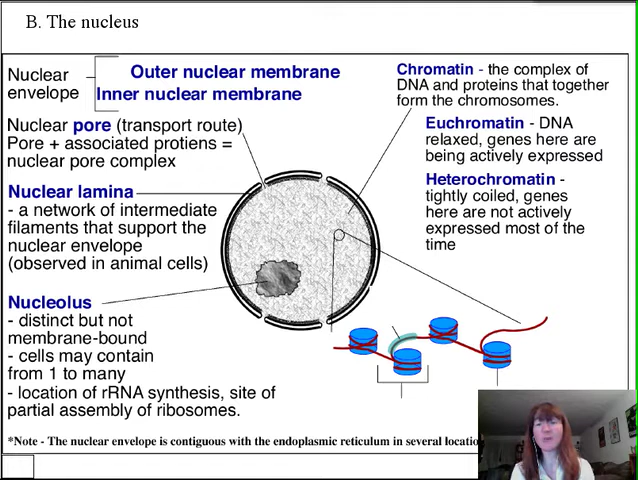 B. The nucleus
Nuclear
envelope
Outer nuclear membrane
Inner nuclear membrane
Nuclear pore (transport route)
Pore + associated protiens =
nuclear pore complex
Nuclear lamina
- a network of intermediate
filaments that support the
nuclear envelope
(observed in animal cells)
Nucleolus
- distinct but not
membrane-bound
- cells may contain
from 1 to many
- location of rRNA synthesis, site of
partial assembly of ribosomes.
Chromatin - the complex of
DNA and proteins that together
form the chromosomes.
Euchromatin - DNA
relaxed, genes here are
being actively expressed
Heterochromatin -
tightly coiled, genes
here are not actively
expressed most of the
time
*Note - The nuclear envelope is contiguous with the endoplasmic reticulum in several